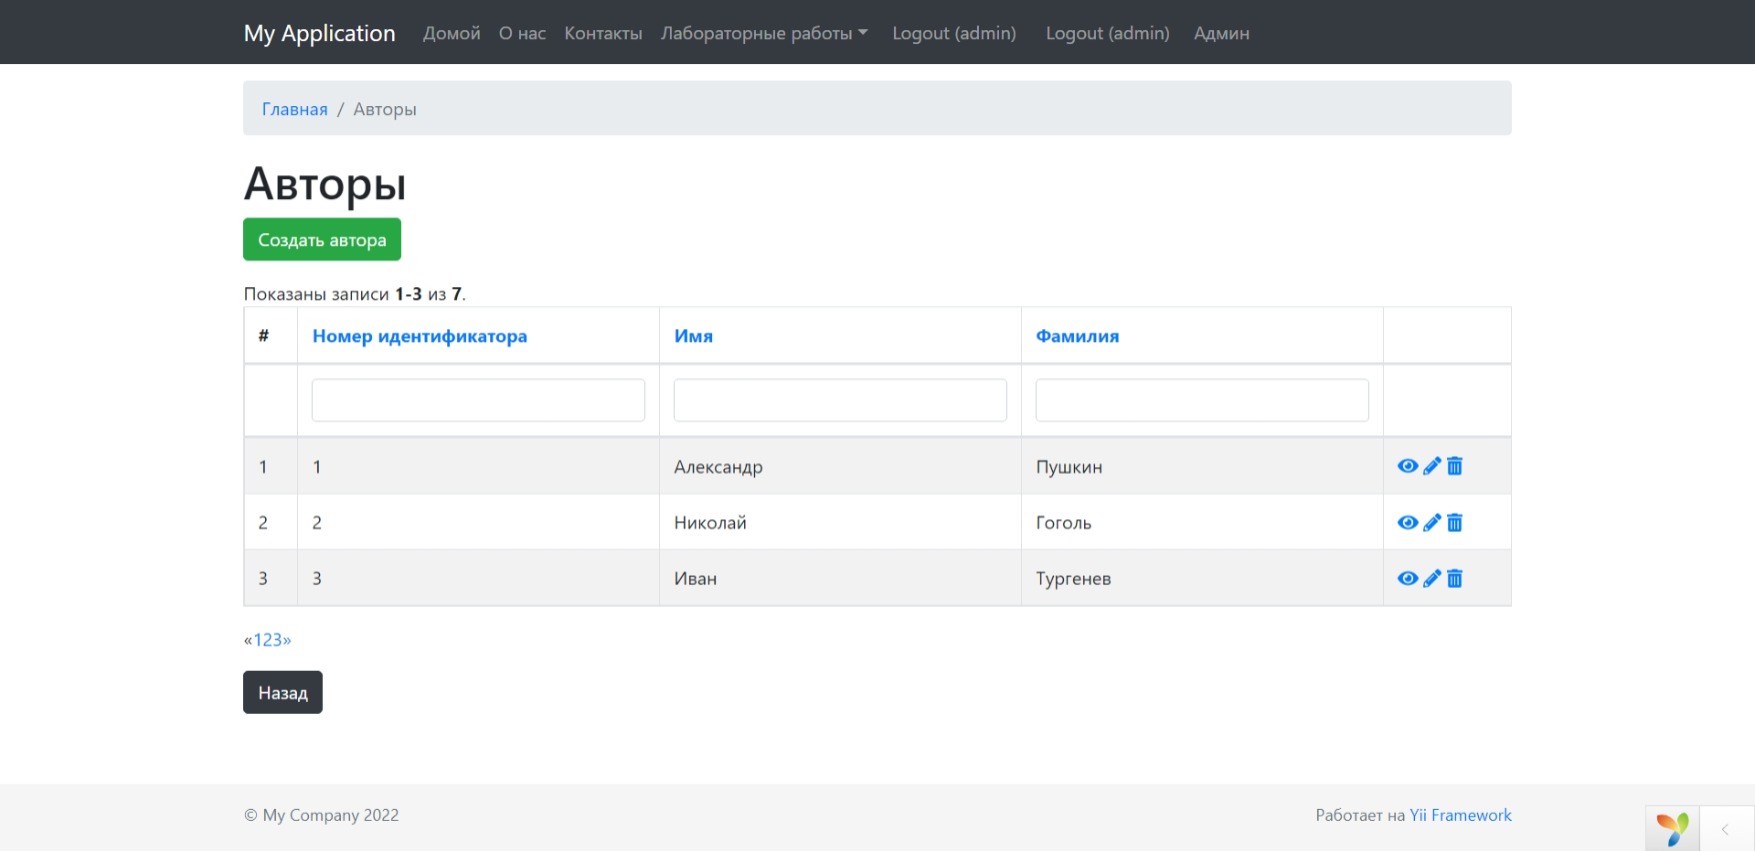 My Application Домой О нас Контакты Лабораторные работы Logout (admin) Logout (admin) Админ
Главная / Авторы
Авторы
Создать автора
Показаны записи 1-3 из 7.
# Номер идентификатора Имя Фамилия
1 1 Александр Пушкин
2 2 Николай Гоголь
3 3 Иван Тургенев
«123»
Назад
© My Company 2022 Работает на Yii Framework